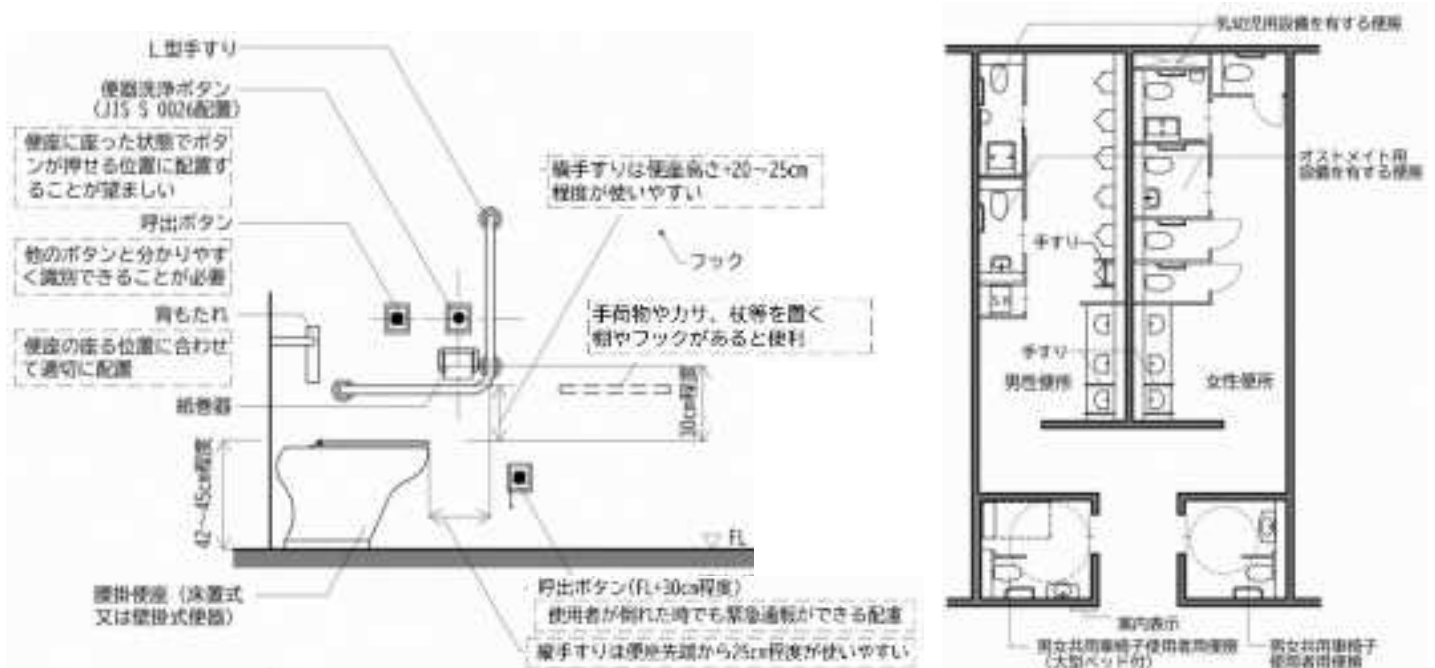 L型手すり
便器洗浄ボタン
(JIS S 0026配置)
便座に座った状態でボタ
ンが押せる位置に配置す
ることが望ましい
呼出ボタン
他のボタンと分かりやす
く識別できることが必要
背もたれ
便座の座る位置に合わせ
て適切に配置
紙巻器
42～45cm程度
腰掛便座（床置式
又は壁掛式便器）
横手すりは便座高さ+20～25cm
程度が使いやすい
フック
手荷物やカサ、杖等を置く
棚やフックがあると便利
30cm程度
FL
呼出ボタン(FL+30cm程度)
使用者が倒れた時でも緊急通報ができる配慮
縦手すりは便座先端から25cm程度が使いやすい
乳幼児用設備を有する便房
オストメイト用
設備を有する便房
手すり
SK
手すり
男性便所
女性便所
案内表示
男女共用車椅子使用者用便房
（大型ベッド付）
男女共用車椅子
使用者用便房